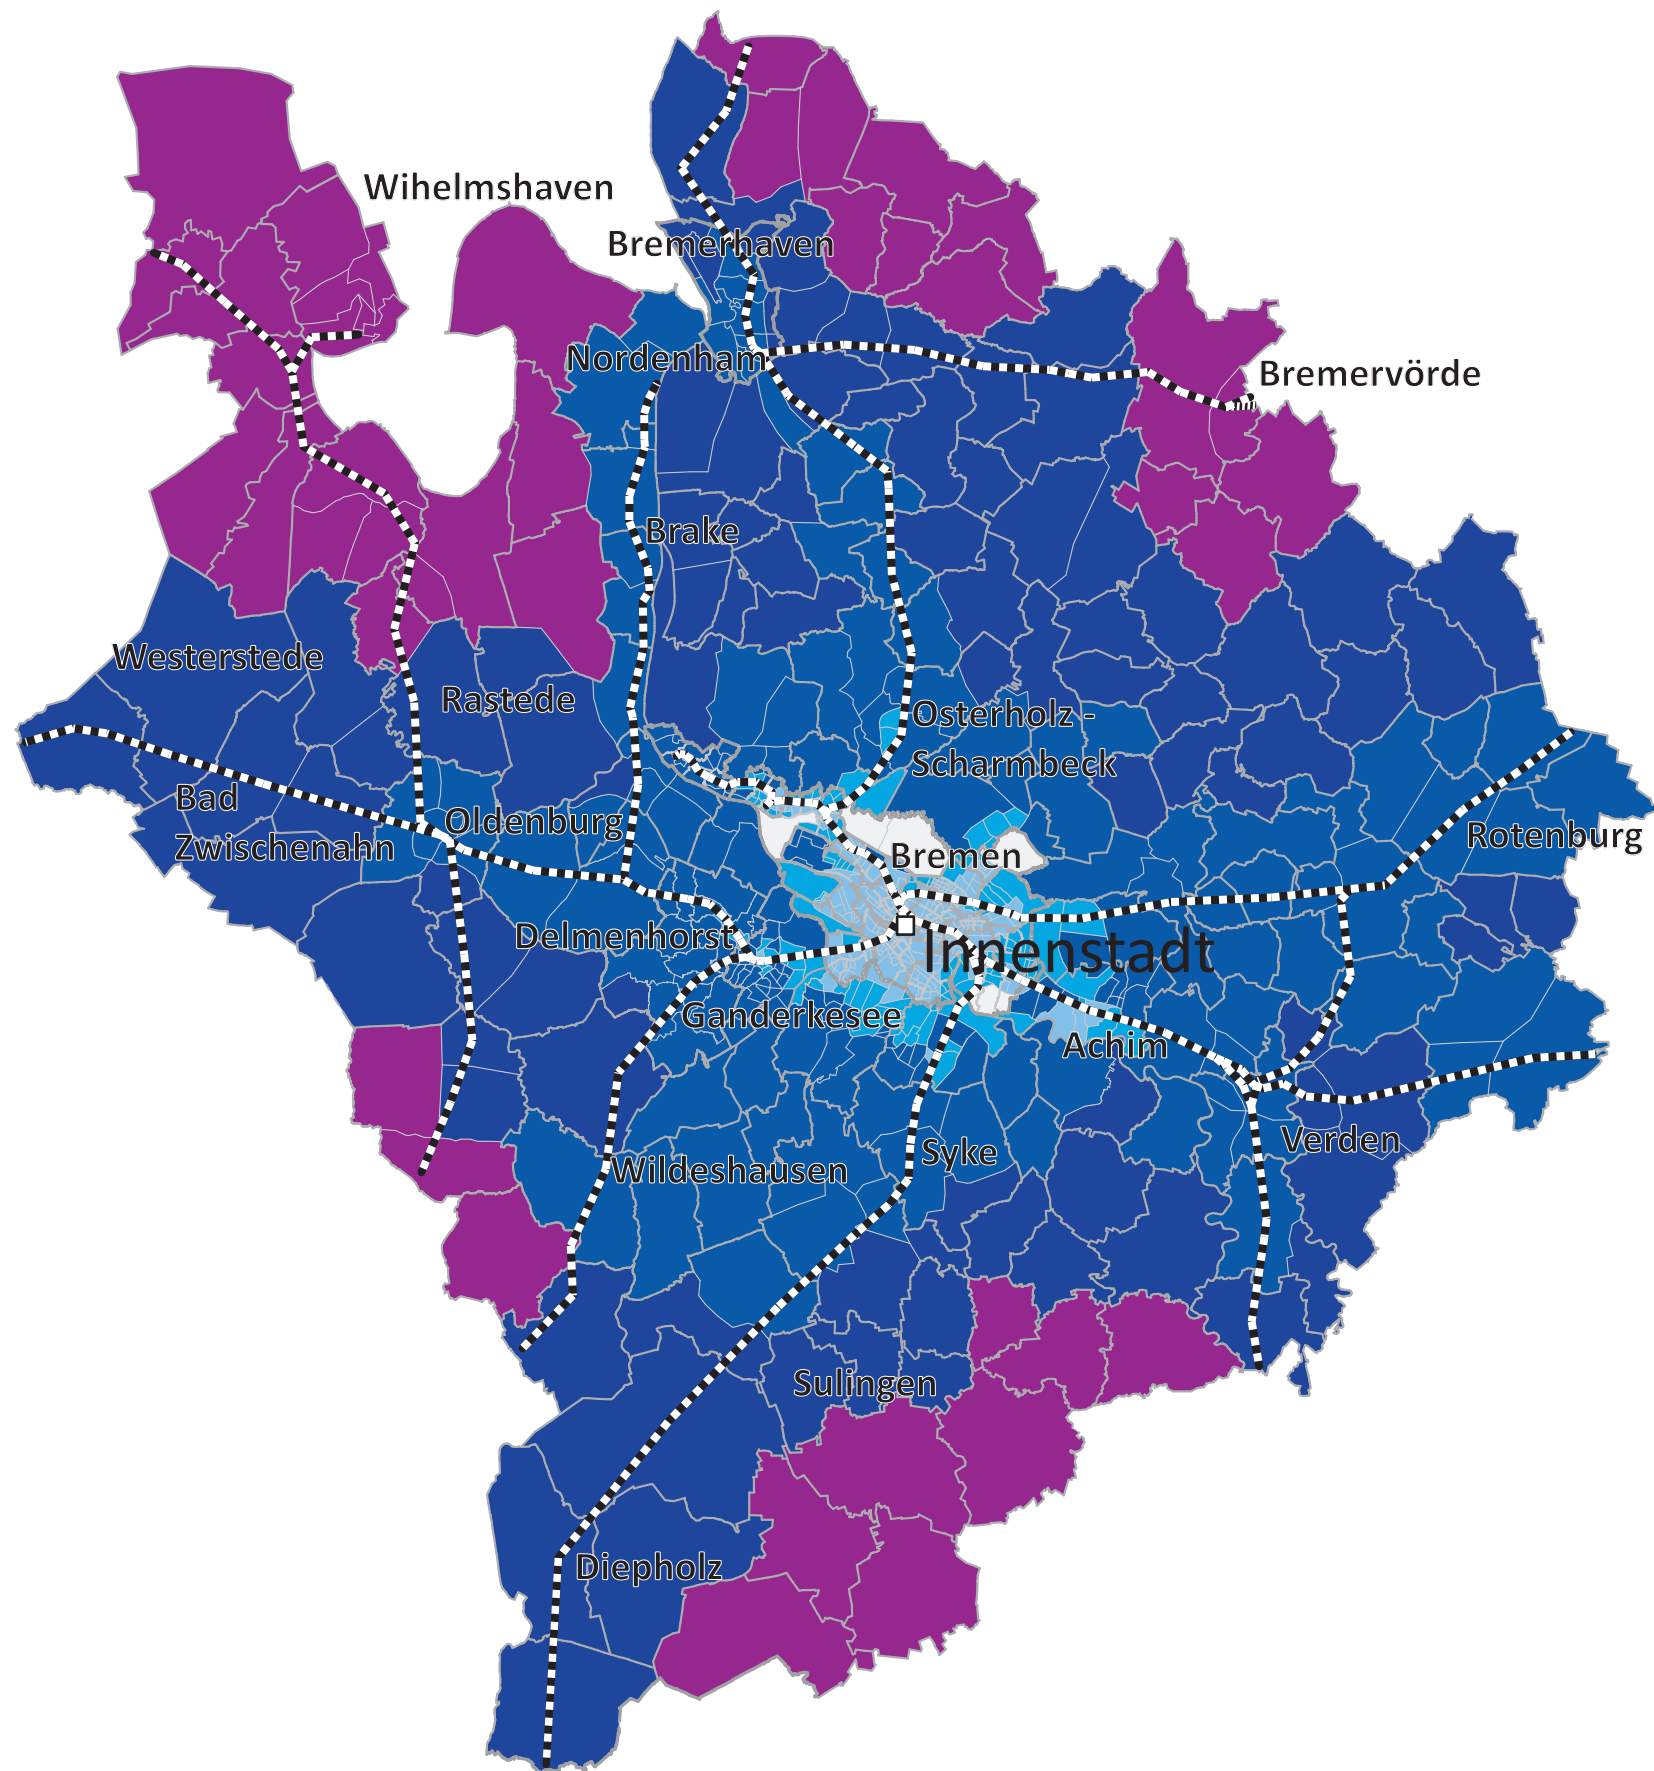 Wihelmshaven
Bremerhaven
Nordenham
Bremervörde
Brake
Westerstede
Rastede
Osterholz -
Scharmbeck
Bad
Zwischenahn
Oldenburg
Rotenburg
Bremen
Delmenhorst
Innenstadt
Ganderkesee
Achim
Verden
Syke
Wildeshausen
Sulingen
Diepholz